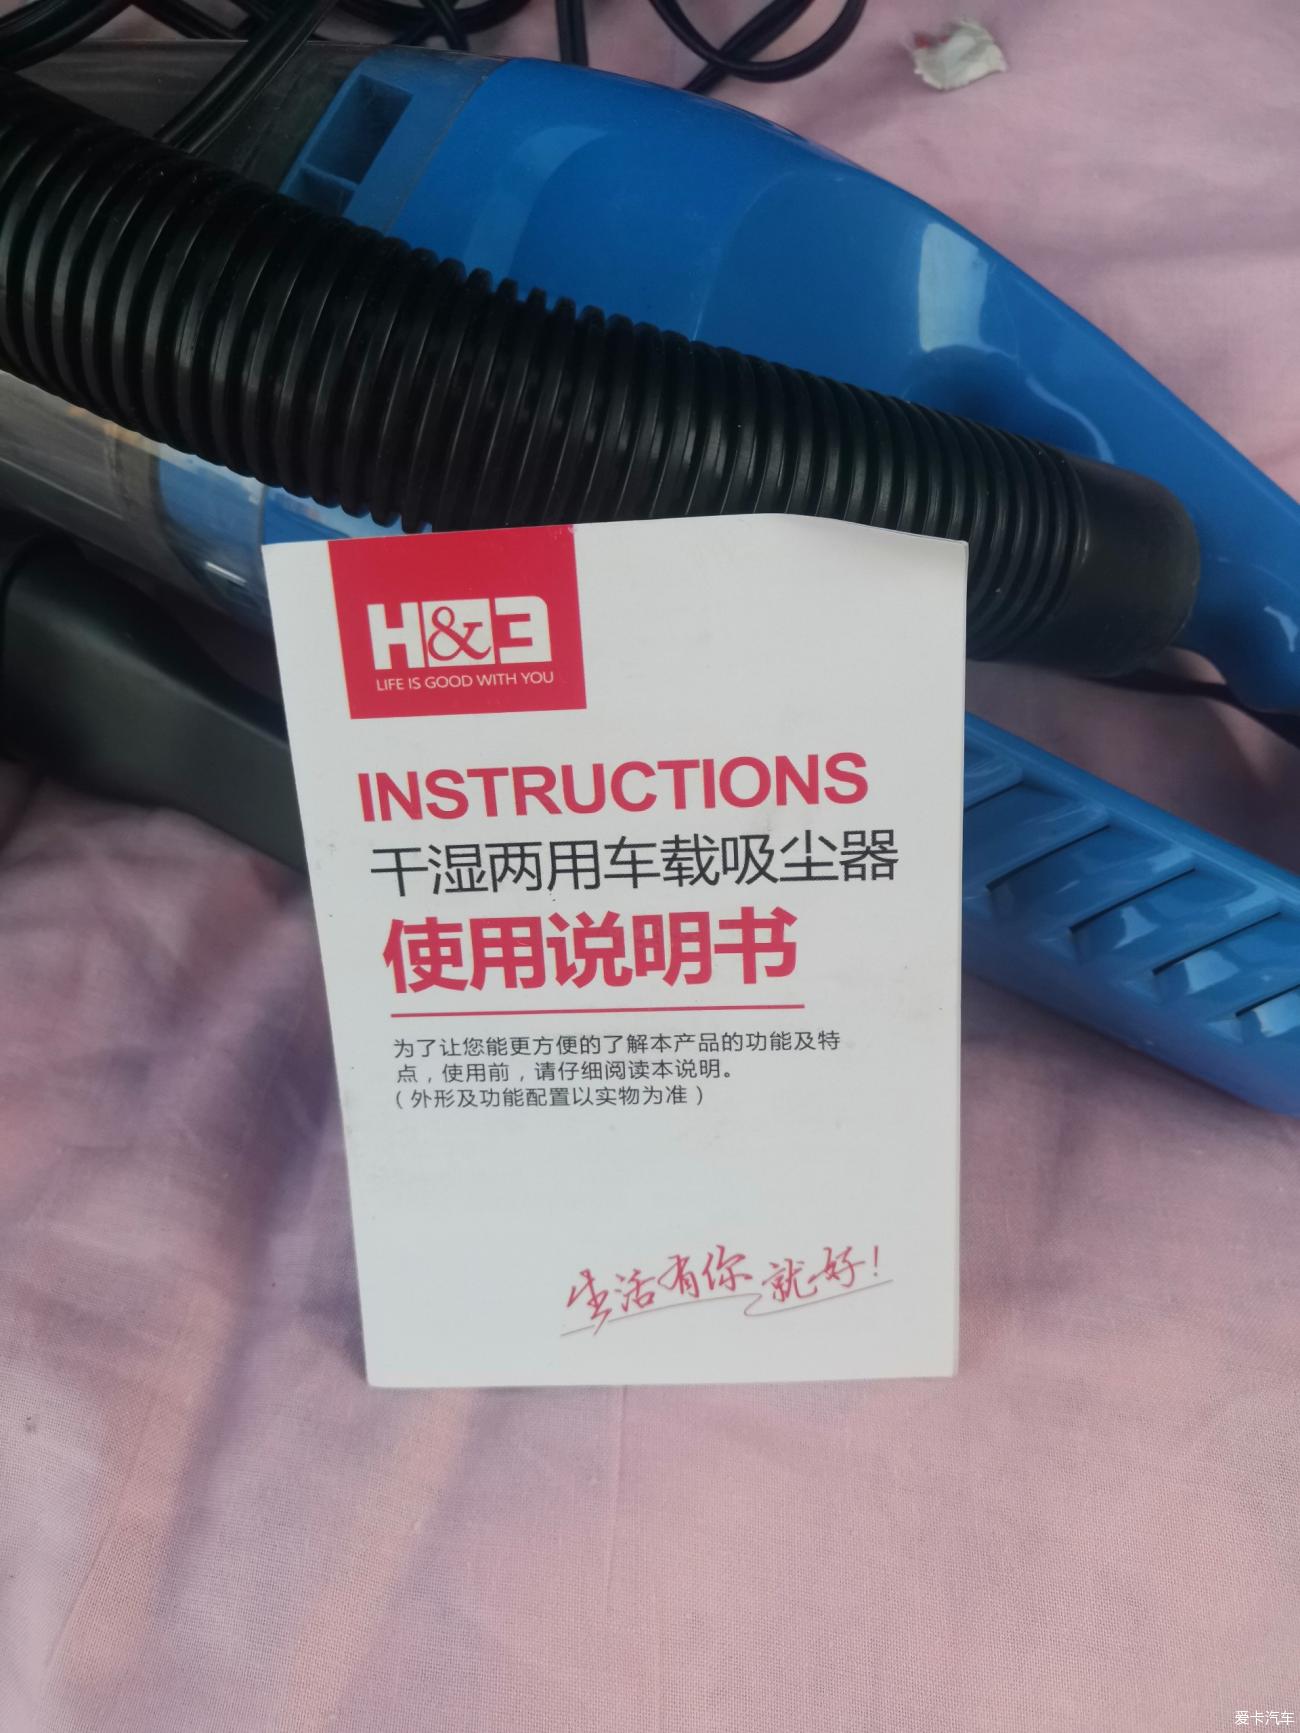 H&3
LIFE IS GOOD WITH YOU
INSTRUCTIONS
干湿两用车载吸尘器
使用说明书
为了让您能更方便的了解本产品的功能及特
点，使用前，请仔细阅读本说明。
（外形及功能配置以实物为准）
生活有你 就好！
爱卡汽车